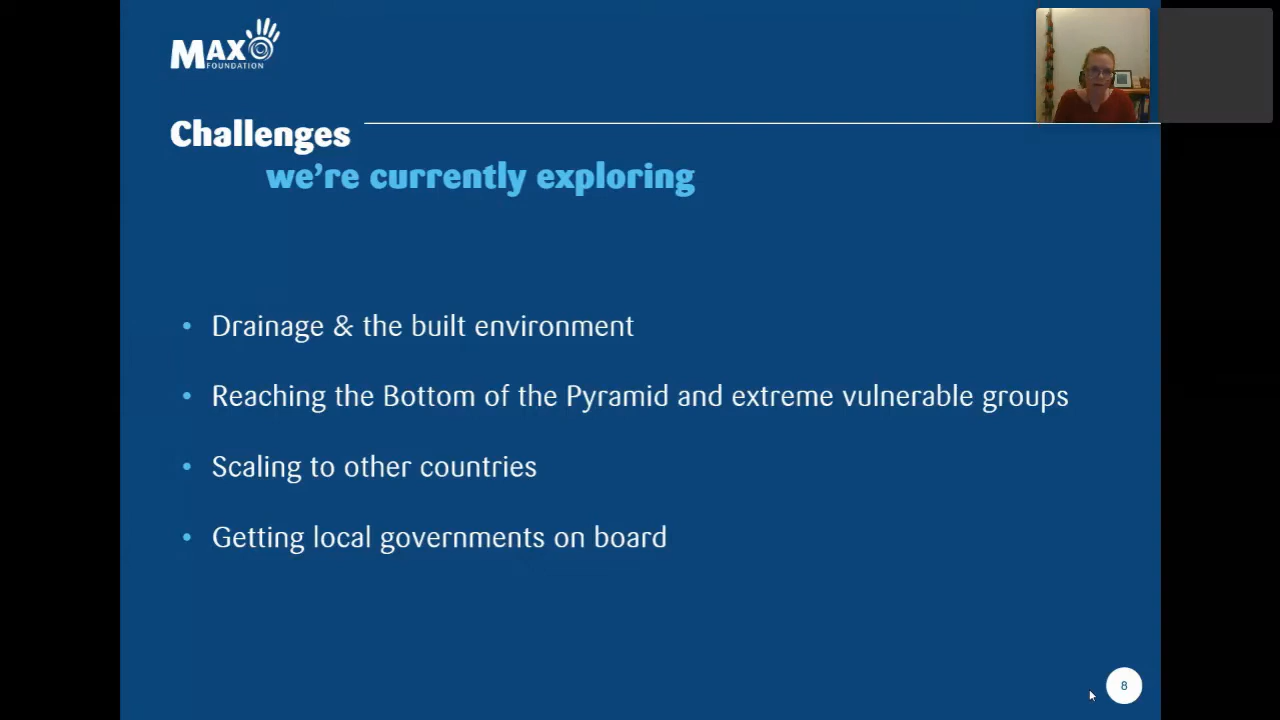 MAX
FOUNDATION
Challenges
we're currently exploring
• Drainage & the built environment
• Reaching the Bottom of the Pyramid and extreme vulnerable groups
• Scaling to other countries
• Getting local governments on board
8